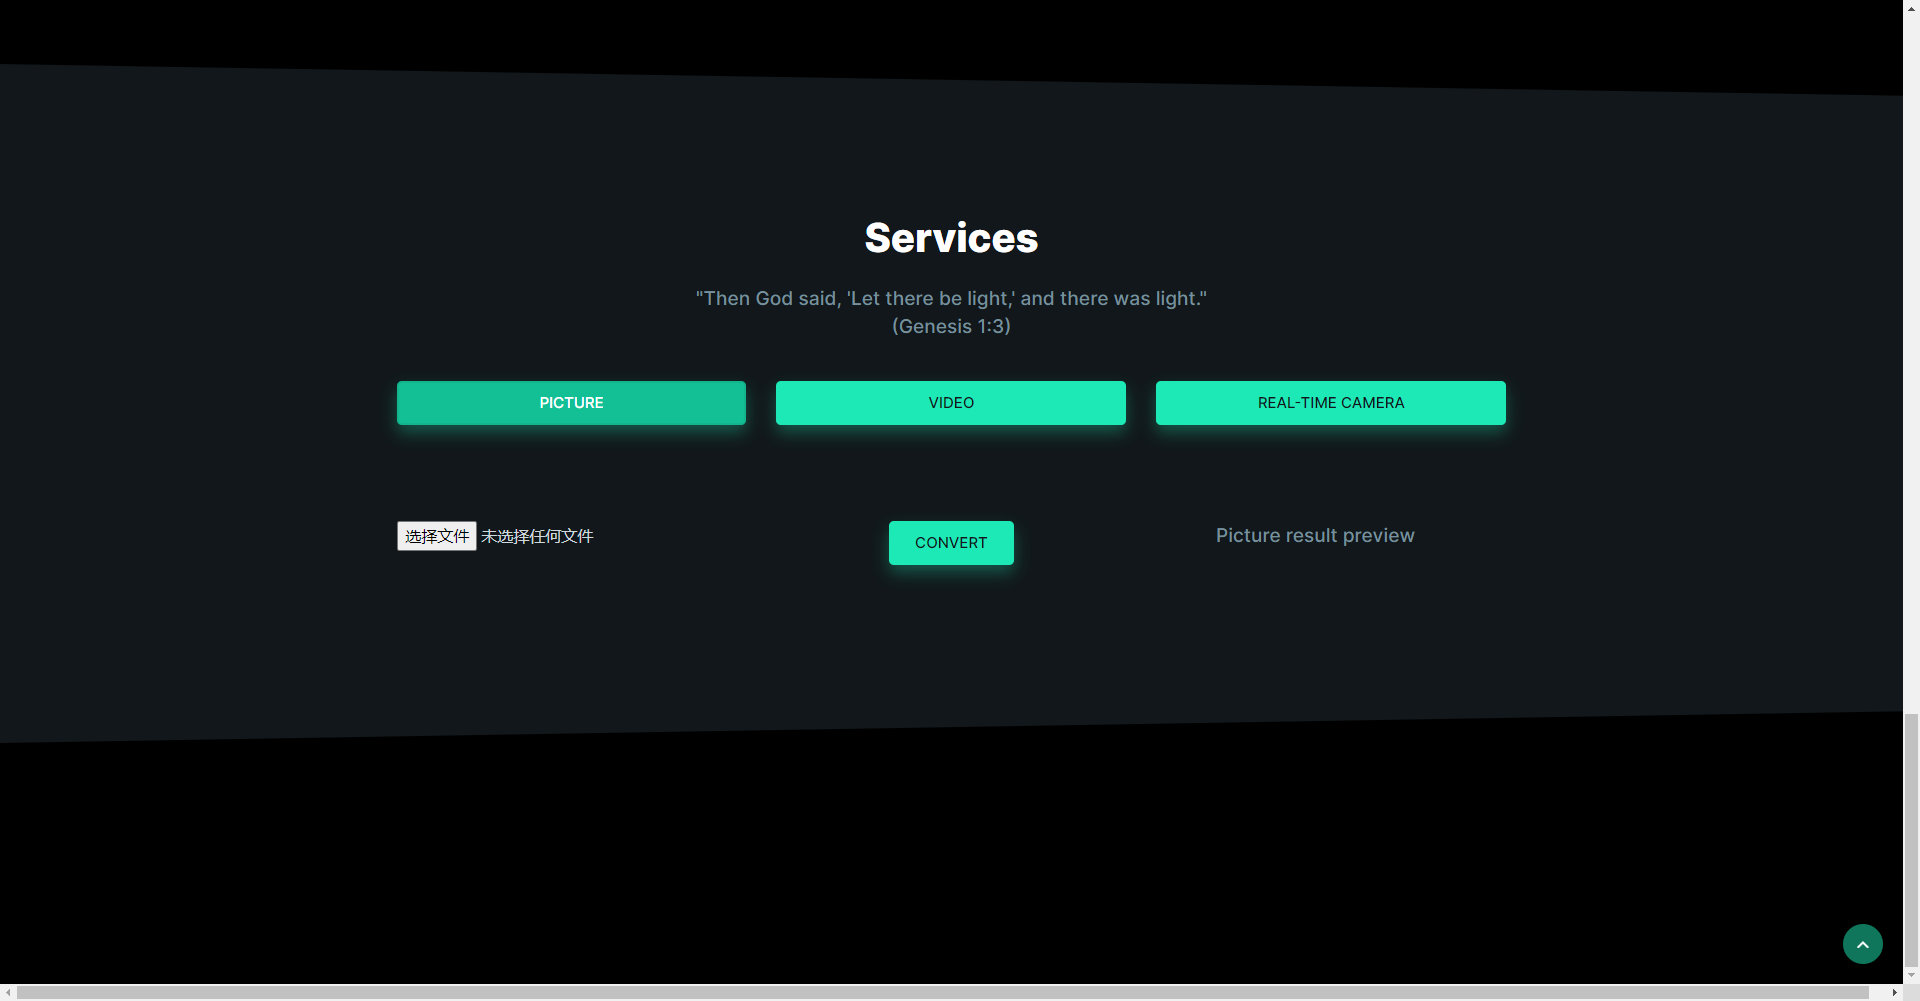 Services
"Then God said, 'Let there be light,' and there was light."
(Genesis 1:3)
PICTURE
VIDEO
REAL-TIME CAMERA
选择文件 未选择任何文件
CONVERT
Picture result preview